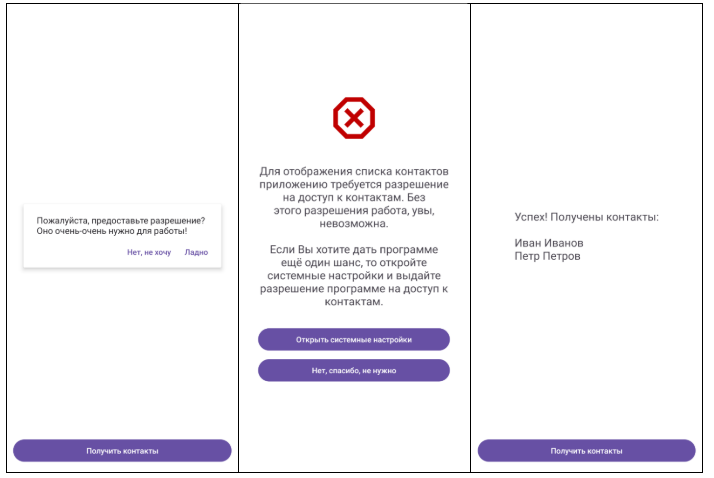 Пожалуйста, предоставьте разрешение?
Оно очень-очень нужно для работы!
Нет, не хочу Ладно
Получить контакты
Для отображения списка контактов
приложению требуется разрешение
на доступ к контактам. Без
этого разрешения работа, увы,
невозможна.
Если Вы хотите дать программе
ещё один шанс, то откройте
системные настройки и выдайте
разрешение программе на доступ к
контактам.
Открыть системные настройки
Нет, спасибо, не нужно
Успех! Получены контакты:
Иван Иванов
Петр Петров
Получить контакты